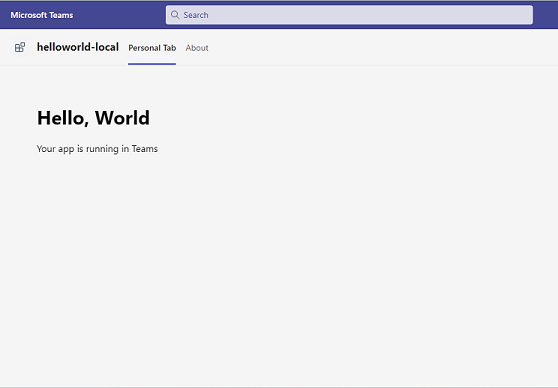 Microsoft Teams
Search
helloworld-local Personal Tab About
Hello, World
Your app is running in Teams